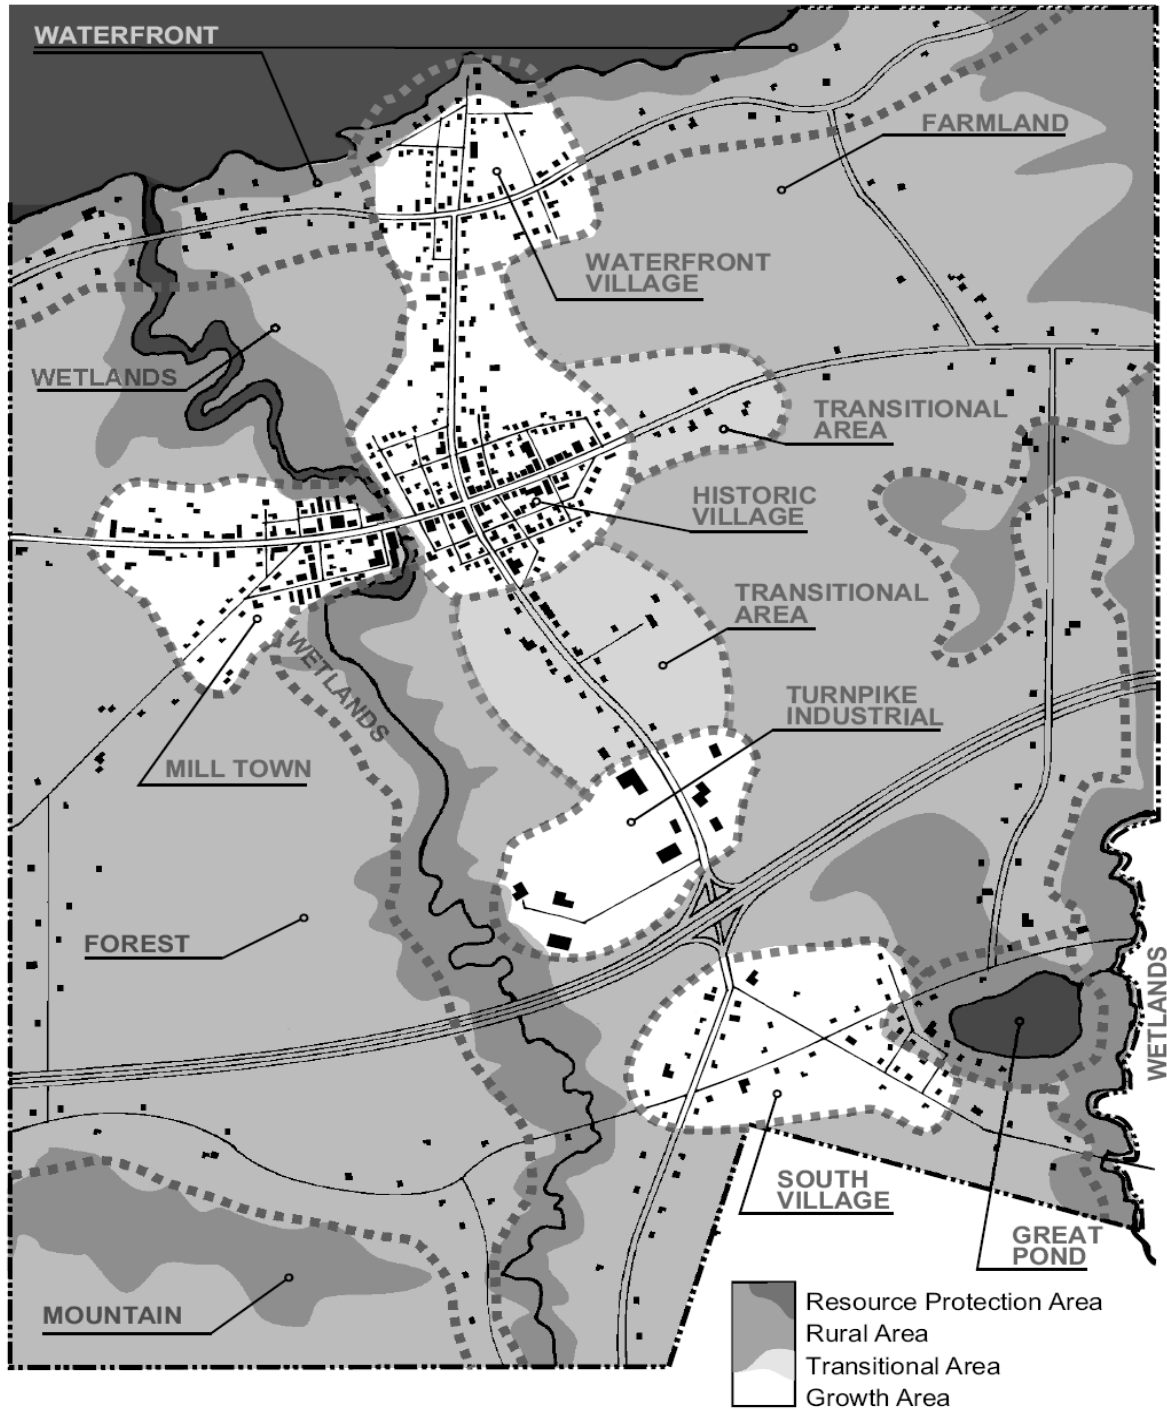 WATERFRONT
FARMLAND
WATERFRONT
VILLAGE
WETLANDS
TRANSITIONAL
AREA
HISTORIC
VILLAGE
TRANSITIONAL
AREA
WETLANDS
TURNPIKE
INDUSTRIAL
MILL TOWN
FOREST
WETLANDS
SOUTH
VILLAGE
GREAT
POND
MOUNTAIN
Resource Protection Area
Rural Area
Transitional Area
Growth Area